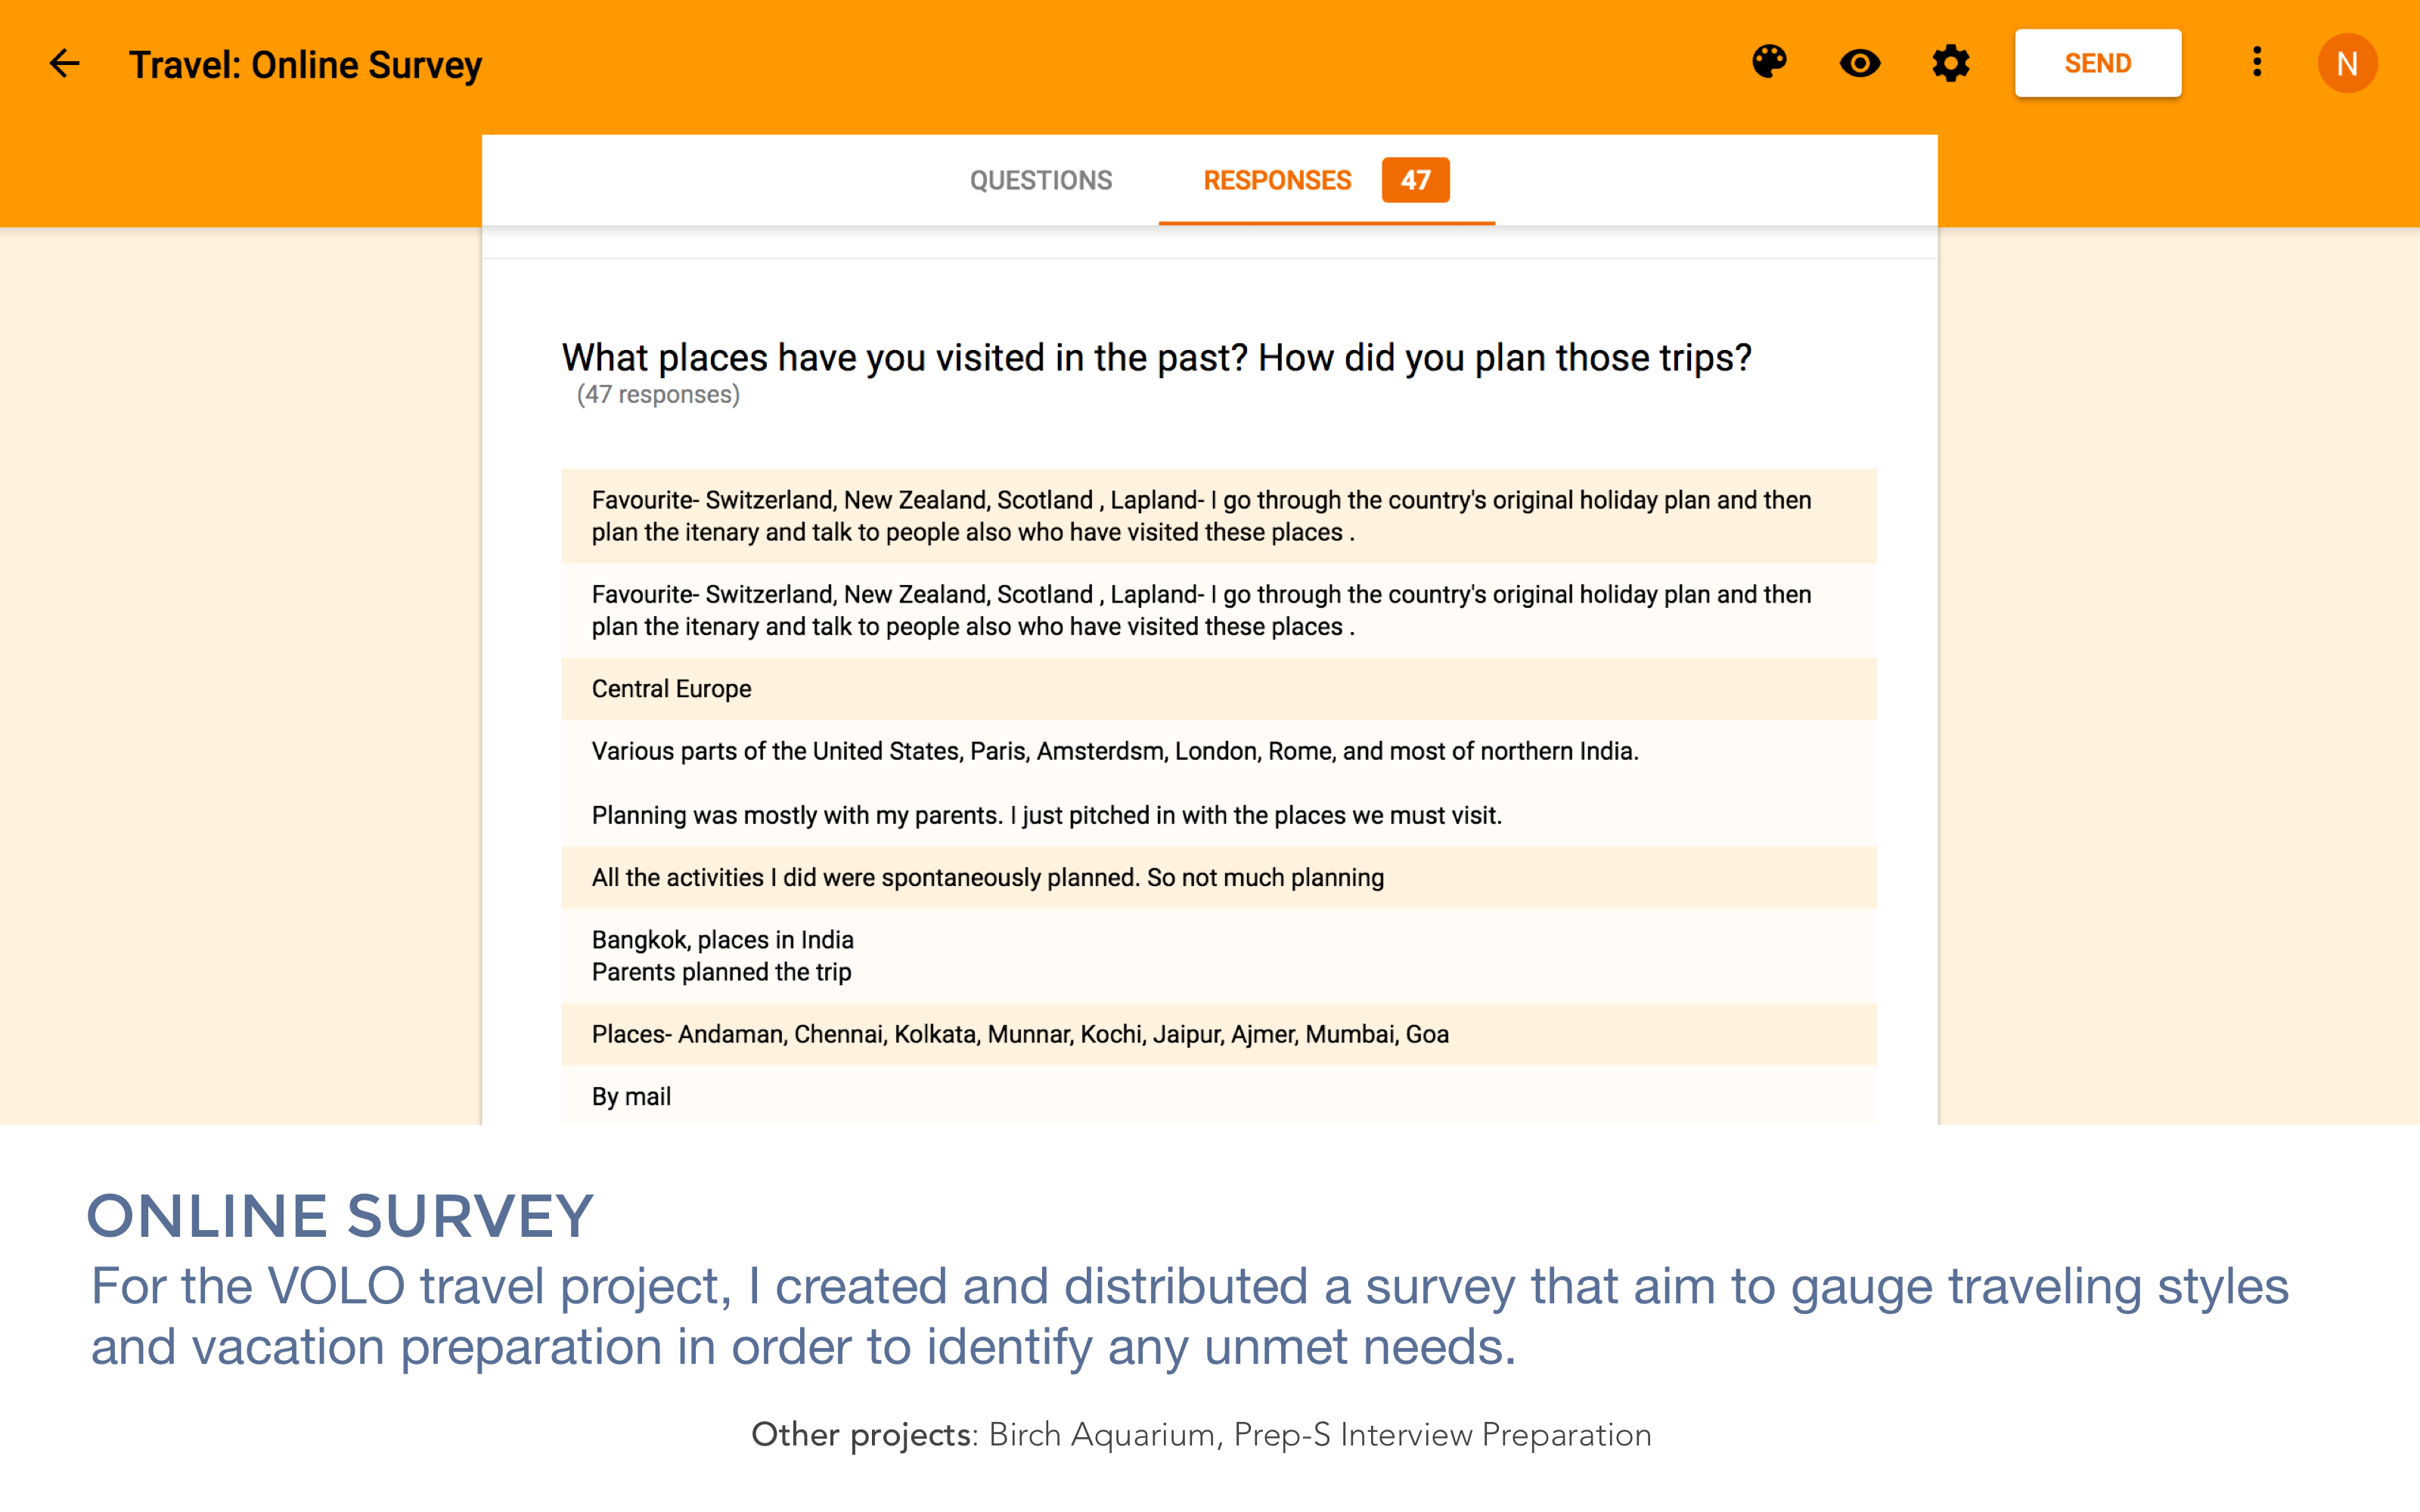 Travel: Online Survey
SEND
N
QUESTIONS
RESPONSES
47
What places have you visited in the past? How did you plan those trips?
(47 responses)
Favourite- Switzerland, New Zealand, Scotland , Lapland- I go through the country's original holiday plan and then
plan the itenary and talk to people also who have visited these places .
Favourite- Switzerland, New Zealand, Scotland , Lapland- I go through the country's original holiday plan and then
plan the itenary and talk to people also who have visited these places .
Central Europe
Various parts of the United States, Paris, Amsterdsm, London, Rome, and most of northern India.
Planning was mostly with my parents. I just pitched in with the places we must visit.
All the activities I did were spontaneously planned. So not much planning
Bangkok, places in India
Parents planned the trip
Places- Andaman, Chennai, Kolkata, Munnar, Kochi, Jaipur, Ajmer, Mumbai, Goa
By mail
ONLINE SURVEY
For the VOLO travel project, I created and distributed a survey that aim to gauge traveling styles
and vacation preparation in order to identify any unmet needs.
Other projects: Birch Aquarium, Prep-S Interview Preparation